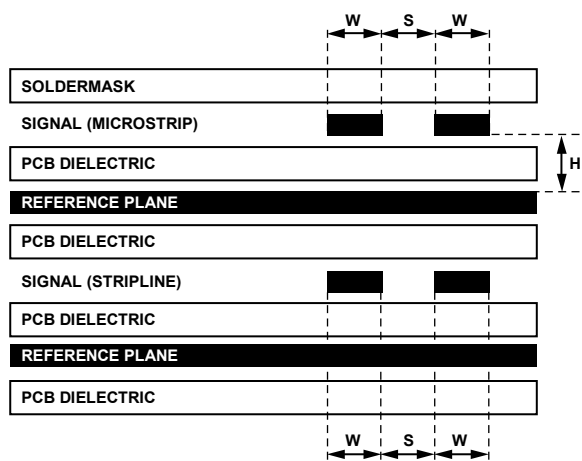 W S W
SOLDERMASK
SIGNAL (MICROSTRIP)
H
PCB DIELECTRIC
REFERENCE PLANE
PCB DIELECTRIC
SIGNAL (STRIPLINE)
PCB DIELECTRIC
REFERENCE PLANE
PCB DIELECTRIC
W S W